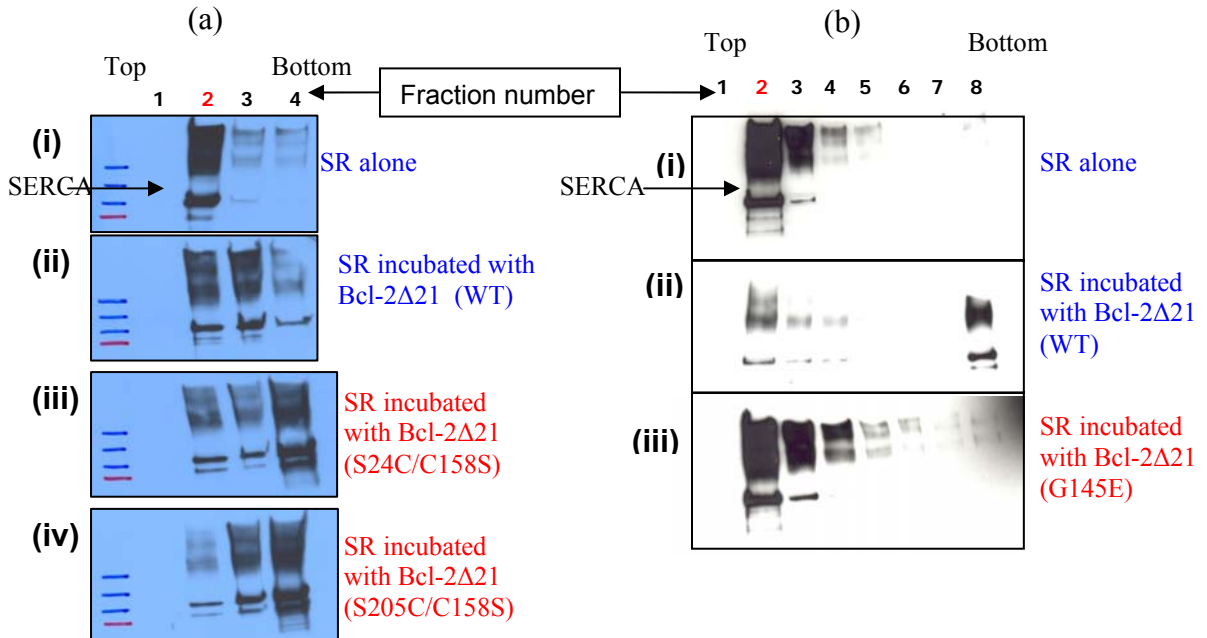 (a)
Top
Bottom
1 2 3 4
Fraction number
(i)
SERCA
SR alone
(ii)
SR incubated with
Bcl-2Δ21 (WT)
(iii)
SR incubated
with Bcl-2Δ21
(S24C/C158S)
(iv)
SR incubated
with Bcl-2Δ21
(S205C/C158S)
(b)
Top
Bottom
1 2 3 4 5 6 7 8
(i)
SERCA
SR alone
(ii)
SR incubated
with Bcl-2Δ21
(WT)
(iii)
SR incubated
with Bcl-2Δ21
(G145E)